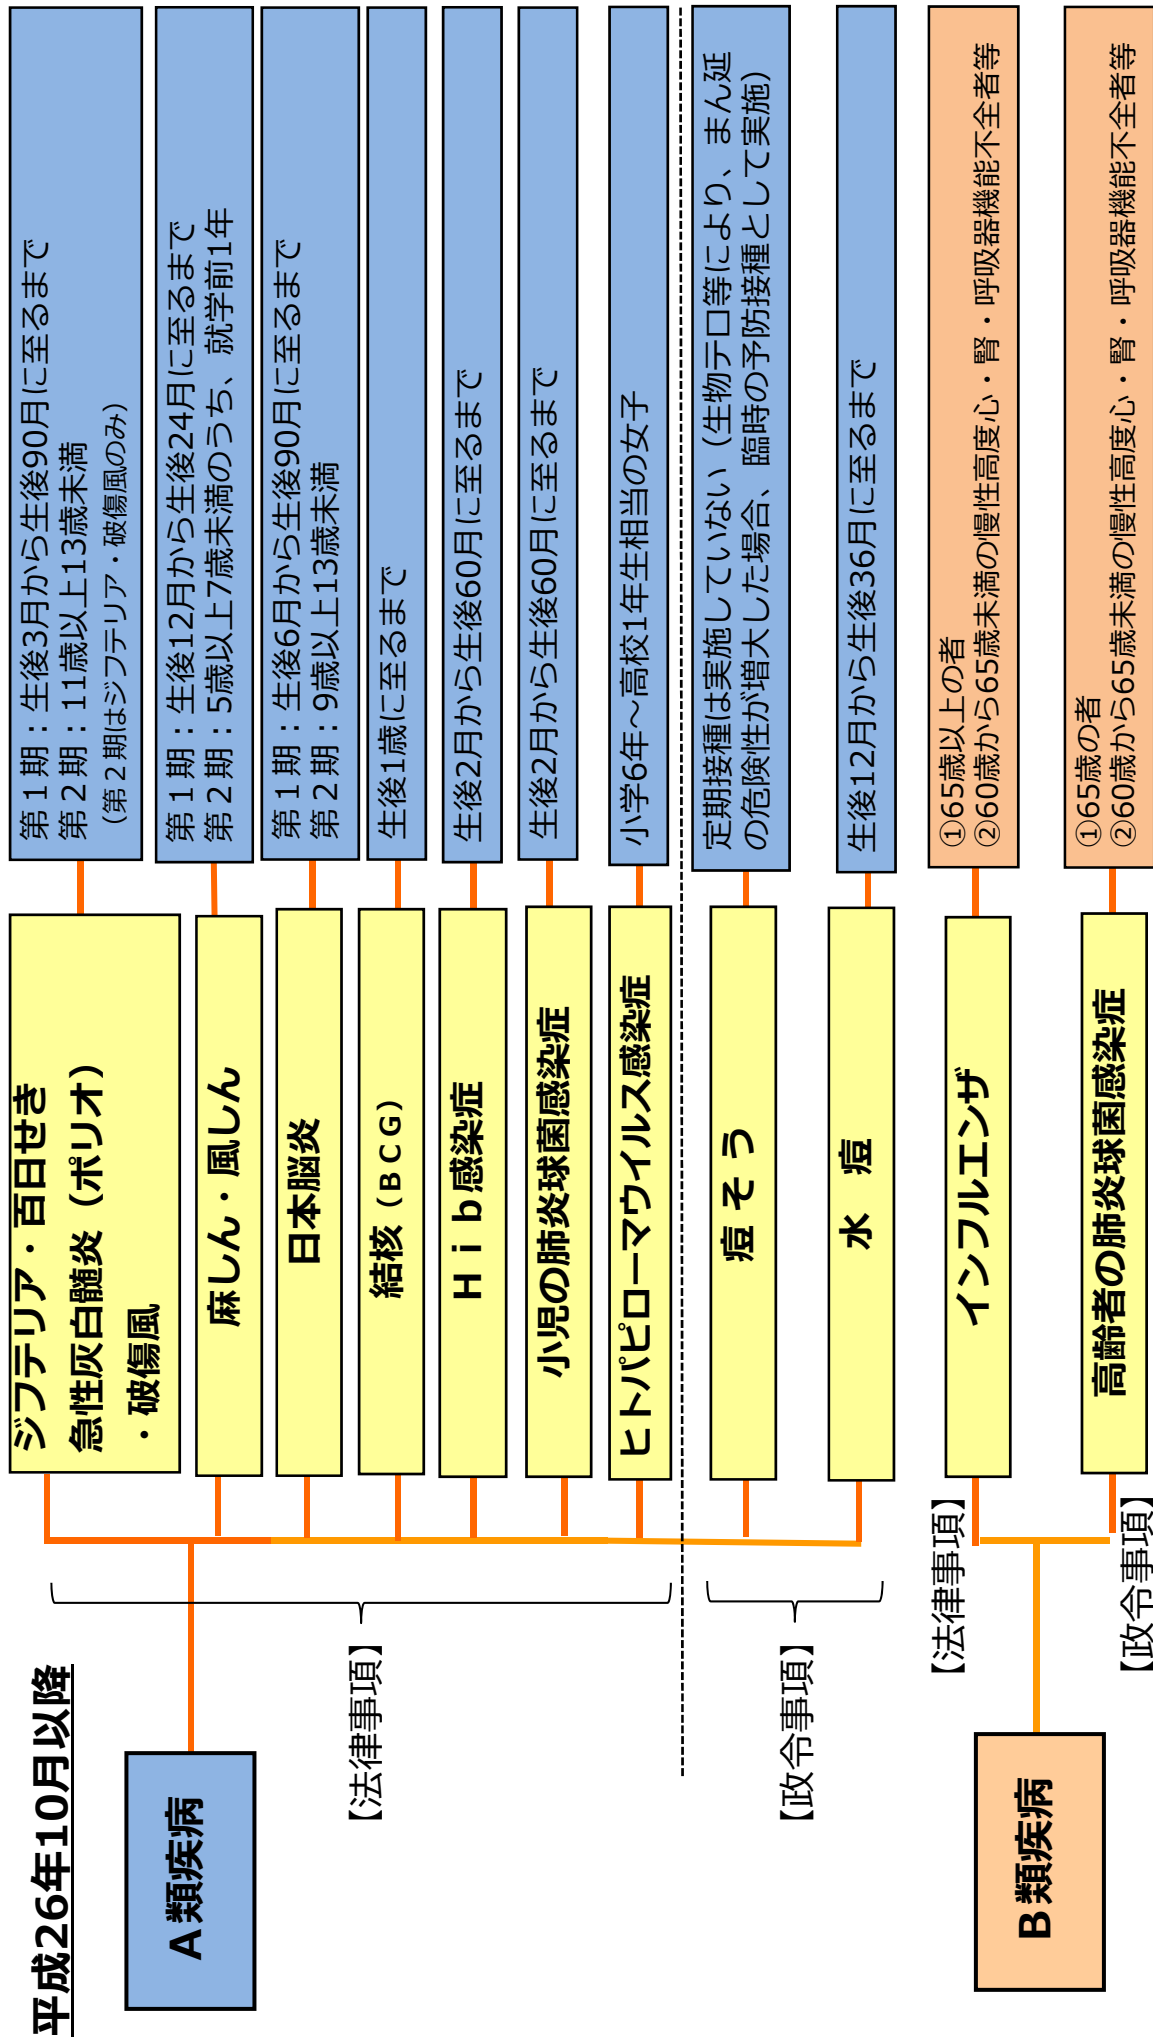 平成26年10月以降
A類疾病
【法律事項】
ジフテリア・百日せき
急性灰白髄炎（ポリオ）
・破傷風
第１期：生後3月から生後90月に至るまで
第２期：11歳以上13歳未満
（第２期はジフテリア・破傷風のみ）
麻しん・風しん
第１期：生後12月から生後24月に至るまで
第２期：5歳以上7歳未満のうち、就学前1年
日本脳炎
第１期：生後6月から生後90月に至るまで
第２期：9歳以上13歳未満
結核（ＢＣＧ）
生後1歳に至るまで
Ｈｉｂ感染症
生後2月から生後60月に至るまで
小児の肺炎球菌感染症
生後2月から生後60月に至るまで
ヒトパピローマウイルス感染症
小学6年～高校1年生相当の女子
【政令事項】
痘そう
定期接種は実施していない（生物テロ等により、まん延
の危険性が増大した場合、臨時の予防接種として実施）
水　痘
生後12月から生後36月に至るまで
B類疾病
【法律事項】
インフルエンザ
①65歳以上の者
②60歳から65歳未満の慢性高度心・腎・呼吸器機能不全者等
【政令事項】
高齢者の肺炎球菌感染症
①65歳の者
②60歳から65歳未満の慢性高度心・腎・呼吸器機能不全者等